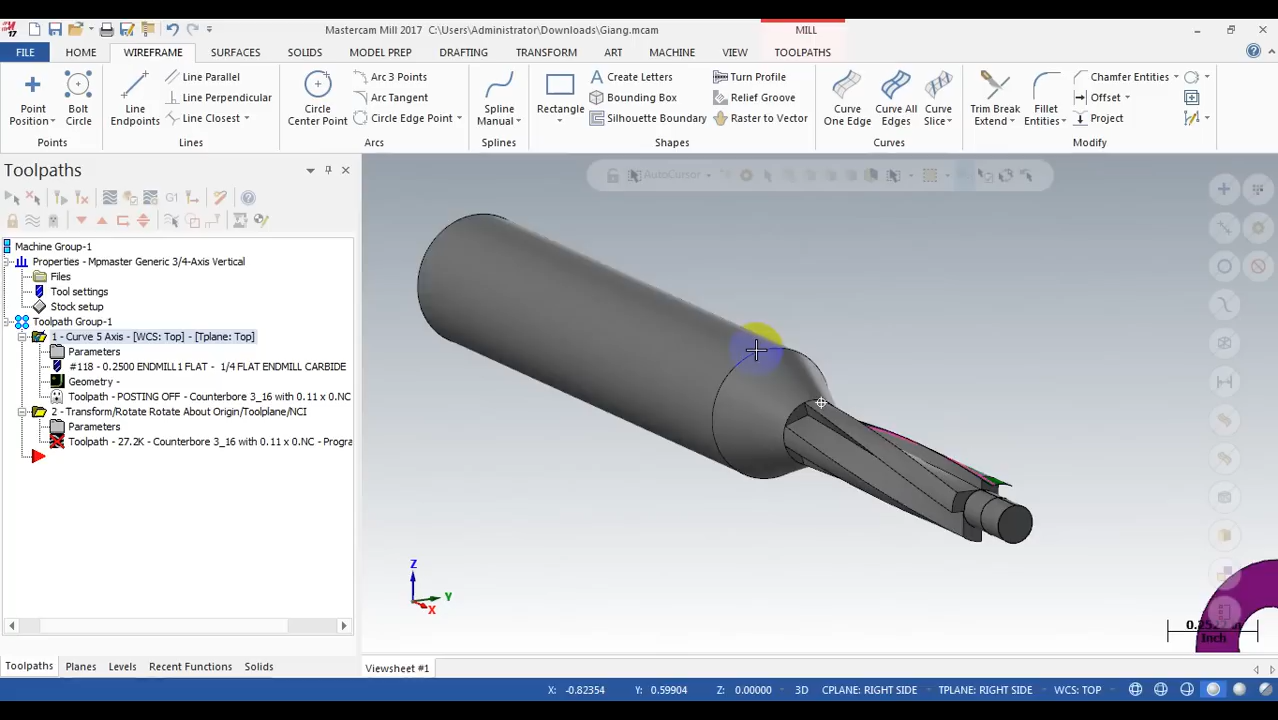 Mastercam Mill 2017 C:\Users\Administrator\Downloads\Giang.mcam
MILL
FILE HOME WIREFRAME SURFACES SOLIDS MODEL PREP DRAFTING TRANSFORM ART MACHINE VIEW TOOLPATHS
Point Position
Bolt Circle
Points
Line Endpoints
Line Parallel
Line Perpendicular
Line Closest
Lines
Circle Center Point
Arc 3 Points
Arc Tangent
Circle Edge Point
Arcs
Spline Manual
Splines
Rectangle
Create Letters
Bounding Box
Silhouette Boundary
Turn Profile
Relief Groove
Raster to Vector
Shapes
Curve One Edge
Curve All Edges
Curve Slice
Curves
Trim Break Extend
Fillet Entities
Chamfer Entities
Offset
Project
Modify
Toolpaths
AutoCursor
G1
Machine Group-1
Properties - Mpmaster Generic 3/4-Axis Vertical
Files
Tool settings
Stock setup
Toolpath Group-1
1 - Curve 5 Axis - [WCS: Top] - [Tplane: Top]
Parameters
#118 - 0.2500 ENDMILL1 FLAT - 1/4 FLAT ENDMILL CARBIDE
Geometry -
Toolpath - POSTING OFF - Counterbore 3_16 with 0.11 x 0.NC
2 - Transform/Rotate Rotate About Origin/Toolplane/NCI
Parameters
Toolpath - 27.2K - Counterbore 3_16 with 0.11 x 0.NC - Progra
Z
Y
X
Inch
Toolpaths Planes Levels Recent Functions Solids
Viewsheet #1
X: -0.82354 Y: 0.59904 Z: 0.00000 3D CPLANE: RIGHT SIDE TPLANE: RIGHT SIDE WCS: TOP